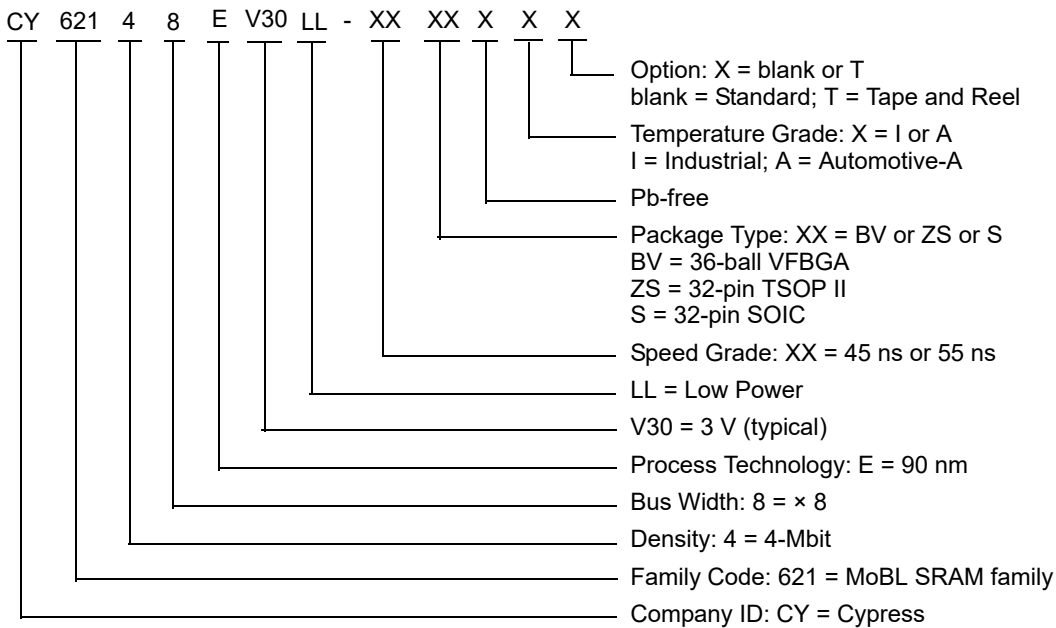 CY 621 4 8 E V30 LL - XX XX X X X
Option: X = blank or T
blank = Standard; T = Tape and Reel
Temperature Grade: X = I or A
I = Industrial; A = Automotive-A
Pb-free
Package Type: XX = BV or ZS or S
BV = 36-ball VFBGA
ZS = 32-pin TSOP II
S = 32-pin SOIC
Speed Grade: XX = 45 ns or 55 ns
LL = Low Power
V30 = 3 V (typical)
Process Technology: E = 90 nm
Bus Width: 8 = × 8
Density: 4 = 4-Mbit
Family Code: 621 = MoBL SRAM family
Company ID: CY = Cypress